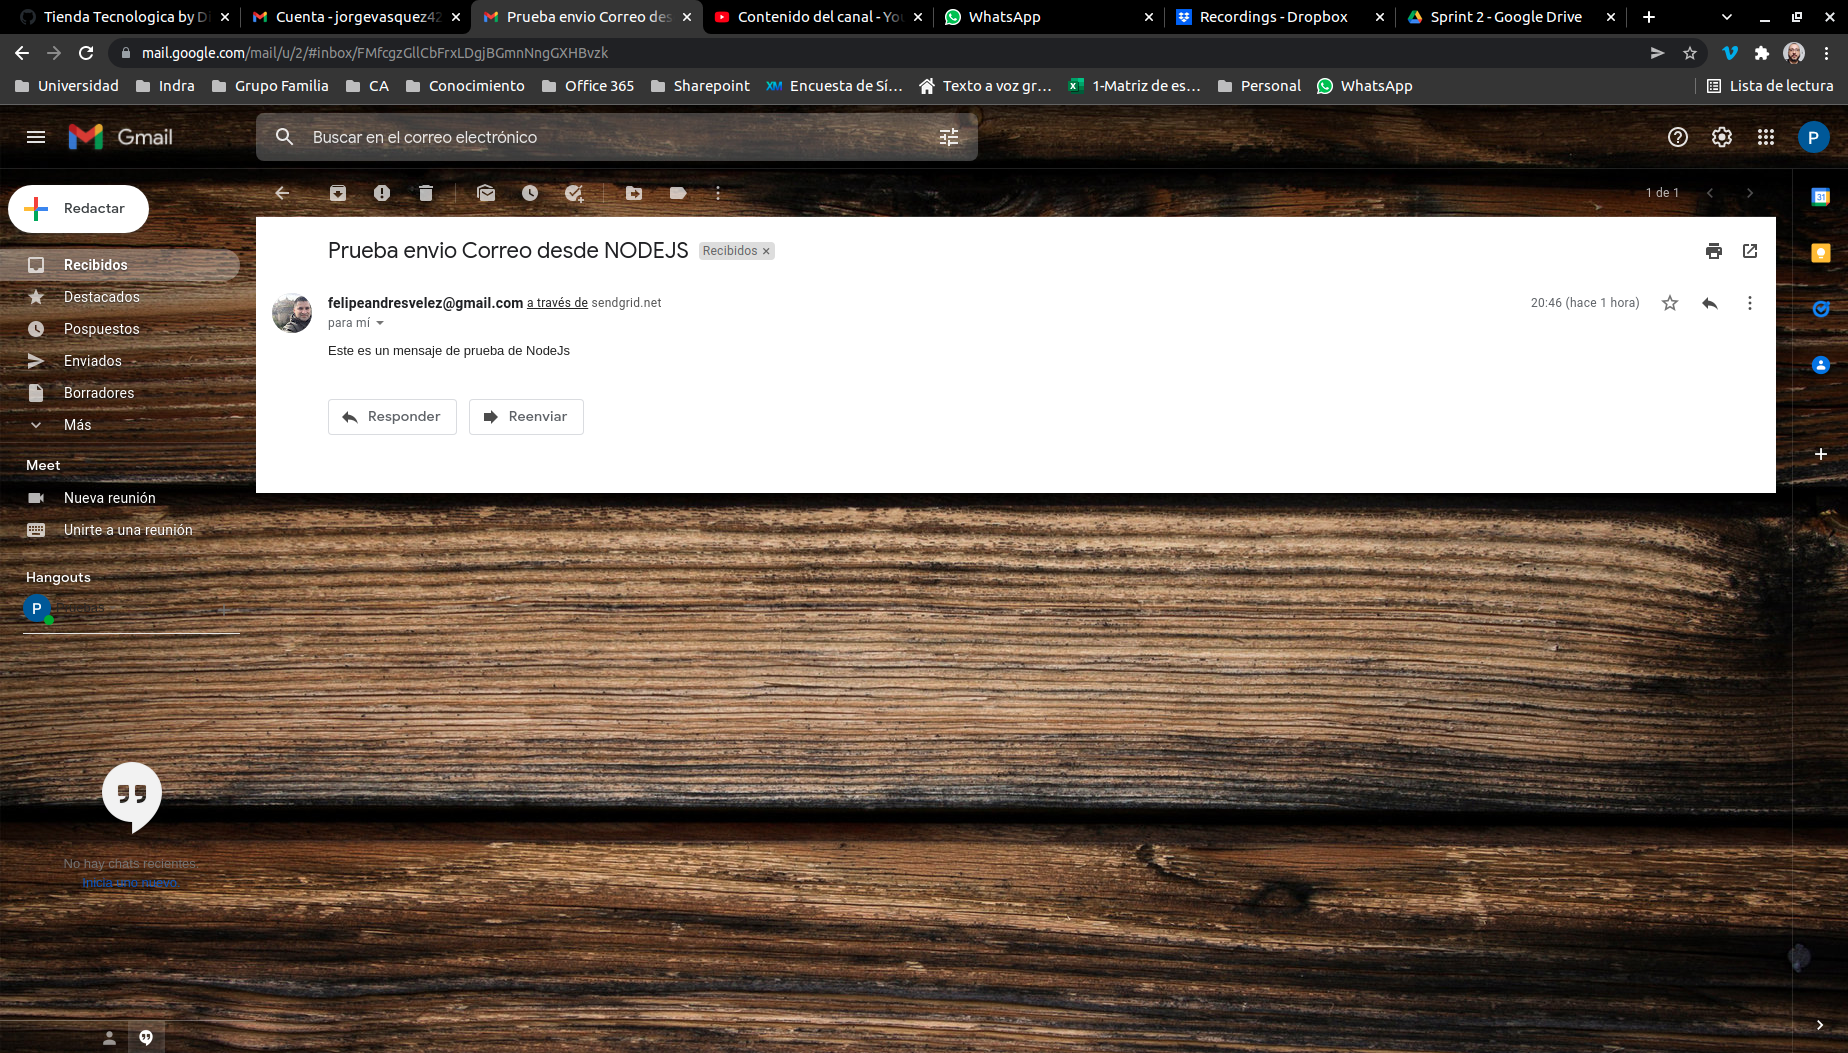 Tienda Tecnologica by D
Cuenta - jorgevasquez42
Prueba envio Correo des
Contenido del canal - You
WhatsApp
Recordings - Dropbox
Sprint 2 - Google Drive
mail.google.com/mail/u/2/#inbox/FMfcgzGllCbFrxLDgjBGmnNngGXHBvzk
Universidad
Indra
Grupo Familia
CA
Conocimiento
Office 365
Sharepoint
XM Encuesta de Sí...
Texto a voz gr...
1-Matriz de es...
Personal
WhatsApp
Lista de lectura
Gmail
Buscar en el correo electrónico
P
Redactar
1 de 1
31
Recibidos
Destacados
Pospuestos
Enviados
Borradores
Más
Prueba envio Correo desde NODEJS Recibidos ×
felipeandresvelez@gmail.com a través de sendgrid.net
20:46 (hace 1 hora)
para mí
Este es un mensaje de prueba de NodeJs
Responder
Reenviar
Meet
Nueva reunión
Unirte a una reunión
Hangouts
P
No hay chats recientes.
Inicia uno nuevo.